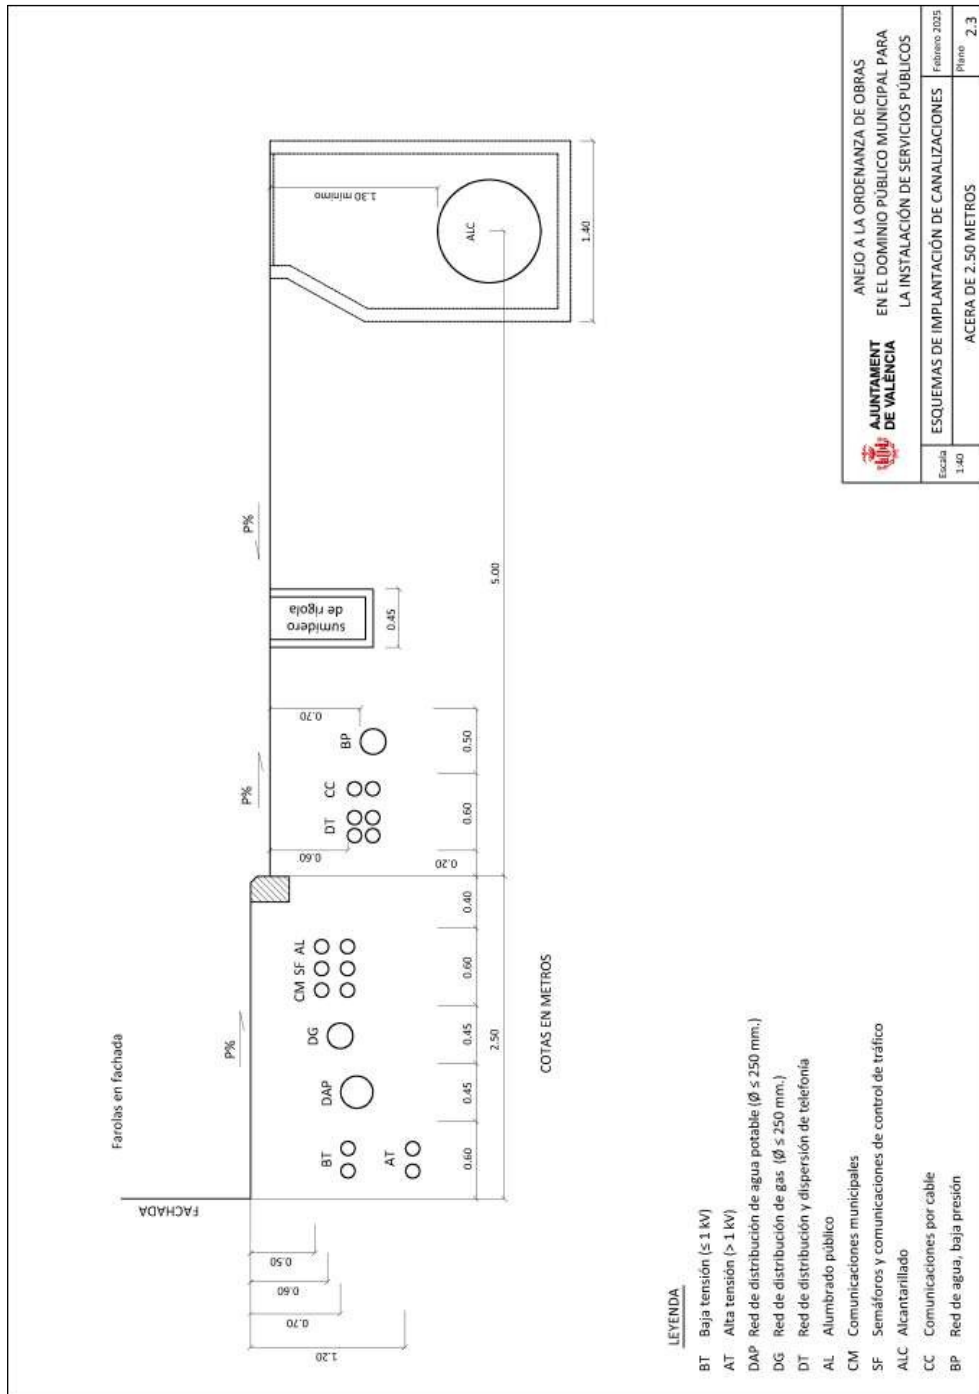 Farolas en fachada
FACHADA
P%
P%
P%
0.50
0.60
0.70
1.20
BT
AT
DAP
DG
CM SF AL
DT
CC
BP
0.60
0.70
0.20
sumidero
de rigola
0.45
ALC
1.30 mínimo
1.40
0.60
0.45
0.45
0.60
0.40
0.60
0.50
2.50
5.00
COTAS EN METROS
LEYENDA
BT Baja tensión (≤ 1 kV)
AT Alta tensión (> 1 kV)
DAP Red de distribución de agua potable (Ø ≤ 250 mm.)
DG Red de distribución de gas (Ø ≤ 250 mm.)
DT Red de distribución y dispersión de telefonía
AL Alumbrado público
CM Comunicaciones municipales
SF Semáforos y comunicaciones de control de tráfico
ALC Alcantarillado
CC Comunicaciones por cable
BP Red de agua, baja presión
AJUNTAMENT
DE VALÈNCIA
ANEJO A LA ORDENANZA DE OBRAS
EN EL DOMINIO PÚBLICO MUNICIPAL PARA
LA INSTALACIÓN DE SERVICIOS PÚBLICOS
Escala
1:40
ESQUEMAS DE IMPLANTACIÓN DE CANALIZACIONES
Febrero 2025
ACERA DE 2.50 METROS
Plano 2.3